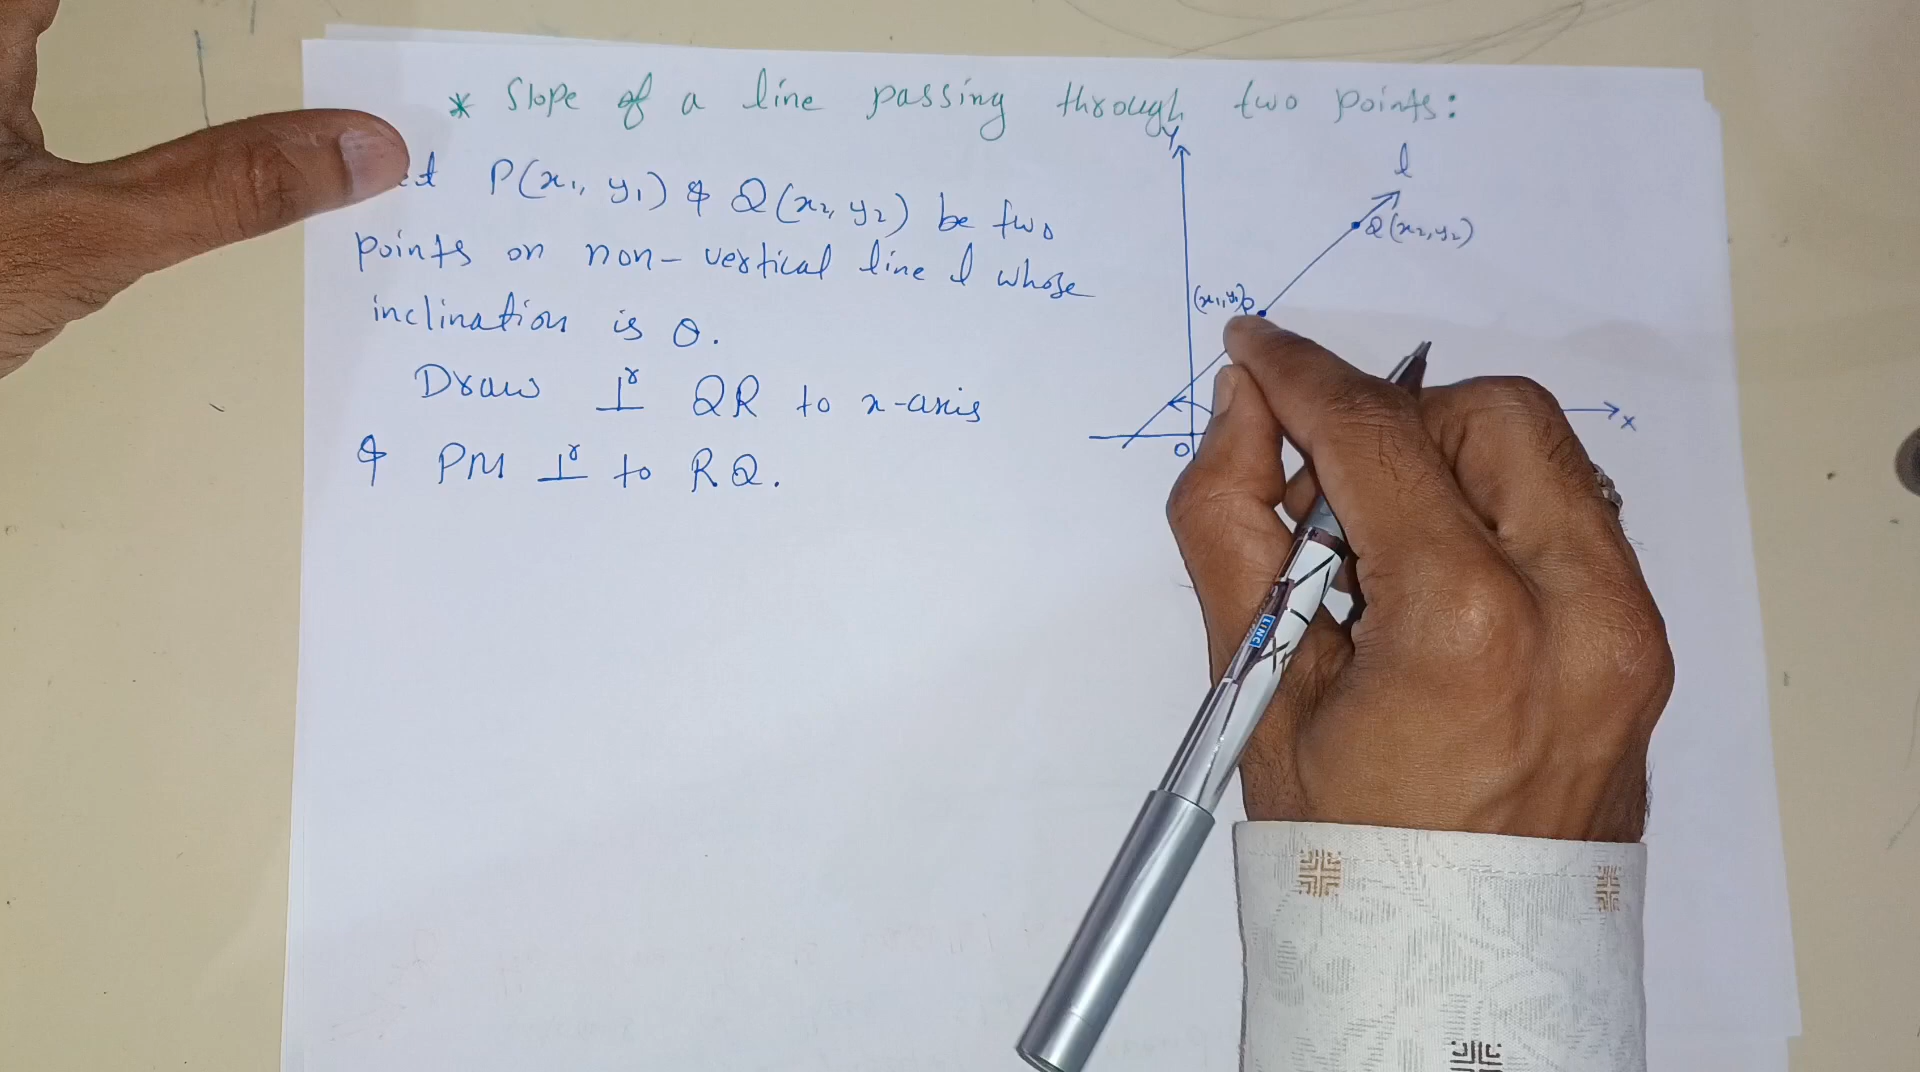 * Slope of a line passing through two points:
P(x₁, y₁) & Q(x₂, y₂) be two
points on non-vertical line l whose
inclination is θ.
Draw ⊥ʳ QR to x-axis
& PM ⊥ʳ to RQ.
Y
l
Q(x₂,y₂)
(x₁,y₁)P
X
O
LINC